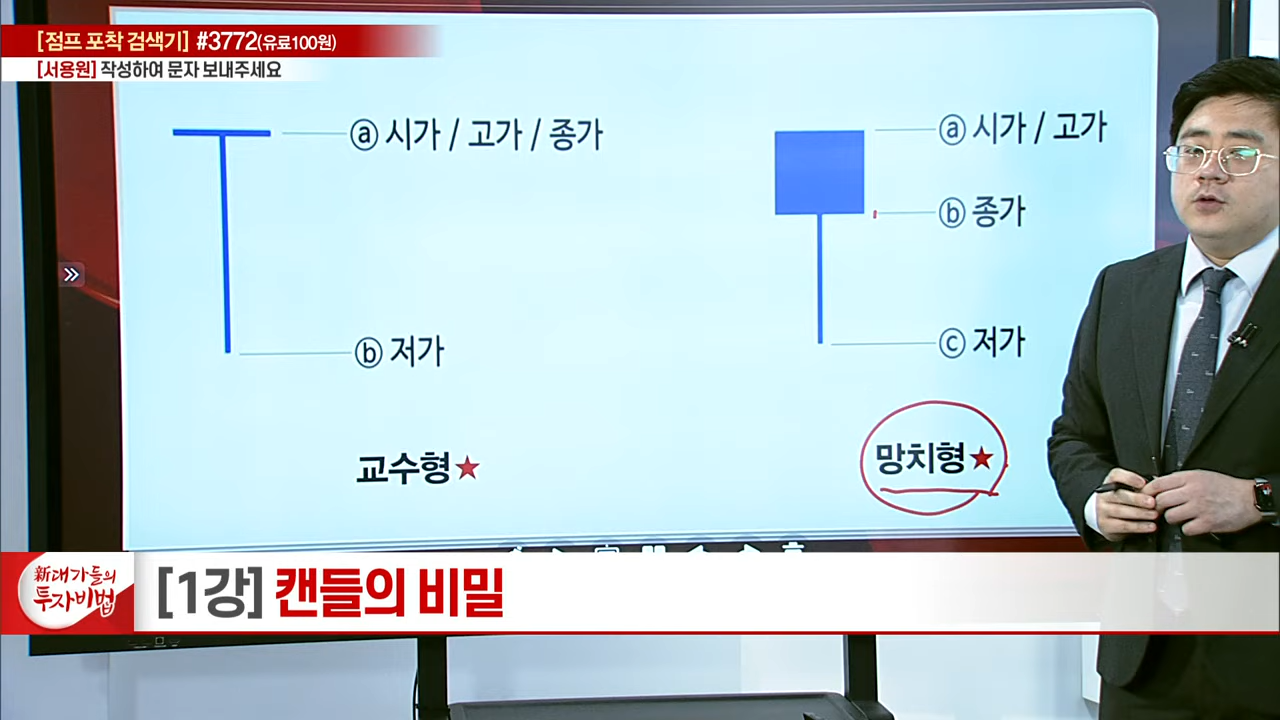 [점프 포착 검색기] #3772(유료100원)
[서용원] 작성하여 문자 보내주세요
ⓐ 시가 / 고가 / 종가
ⓑ 저가
교수형★
ⓐ 시가 / 고가
ⓑ 종가
ⓒ 저가
망치형★
新대가들의
투자비법
[1강] 캔들의 비밀